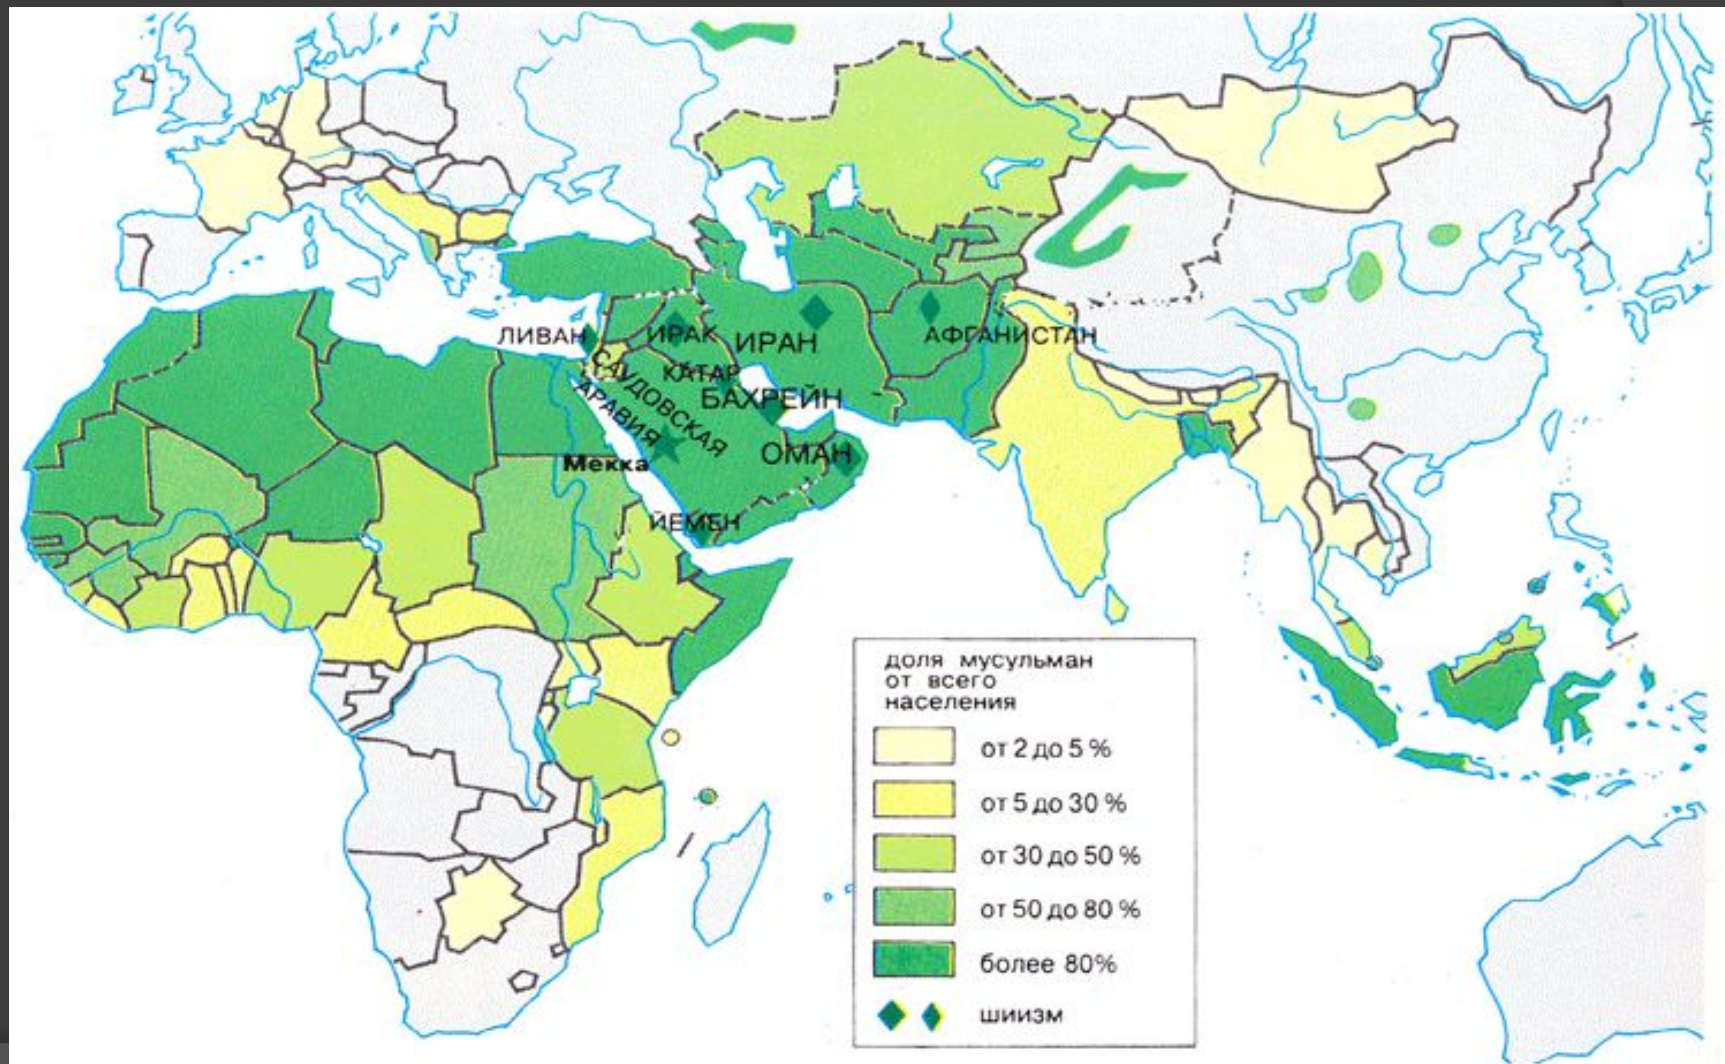 ЛИВАН
ИРАК
ИРАН
АФГАНИСТАН
САУДОВСКАЯ
АРАВИЯ
КАТАР
БАХРЕЙН
Мекка
ОМАН
ЙЕМЕН
доля мусульман
от всего
населения
от 2 до 5 %
от 5 до 30 %
от 30 до 50 %
от 50 до 80 %
более 80%
шиизм